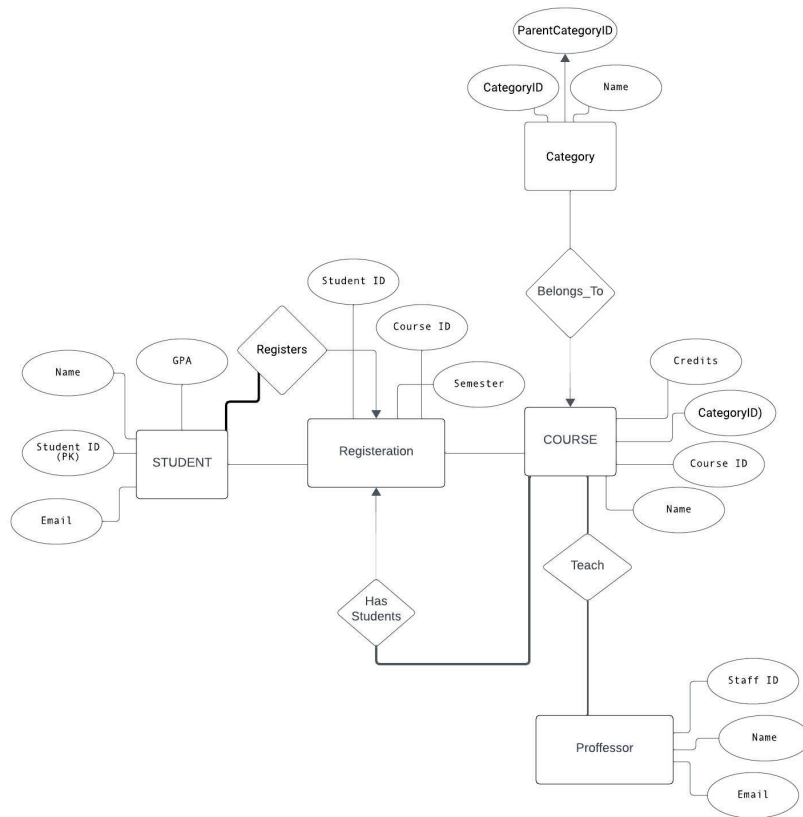 ParentCategoryID
CategoryID
Name
Category
Belongs_To
Student ID
Course ID
Registers
GPA
Name
Semester
Credits
CategoryID)
Student ID
(PK)
STUDENT
Registeration
COURSE
Course ID
Email
Name
Teach
Has
Students
Staff ID
Proffessor
Name
Email